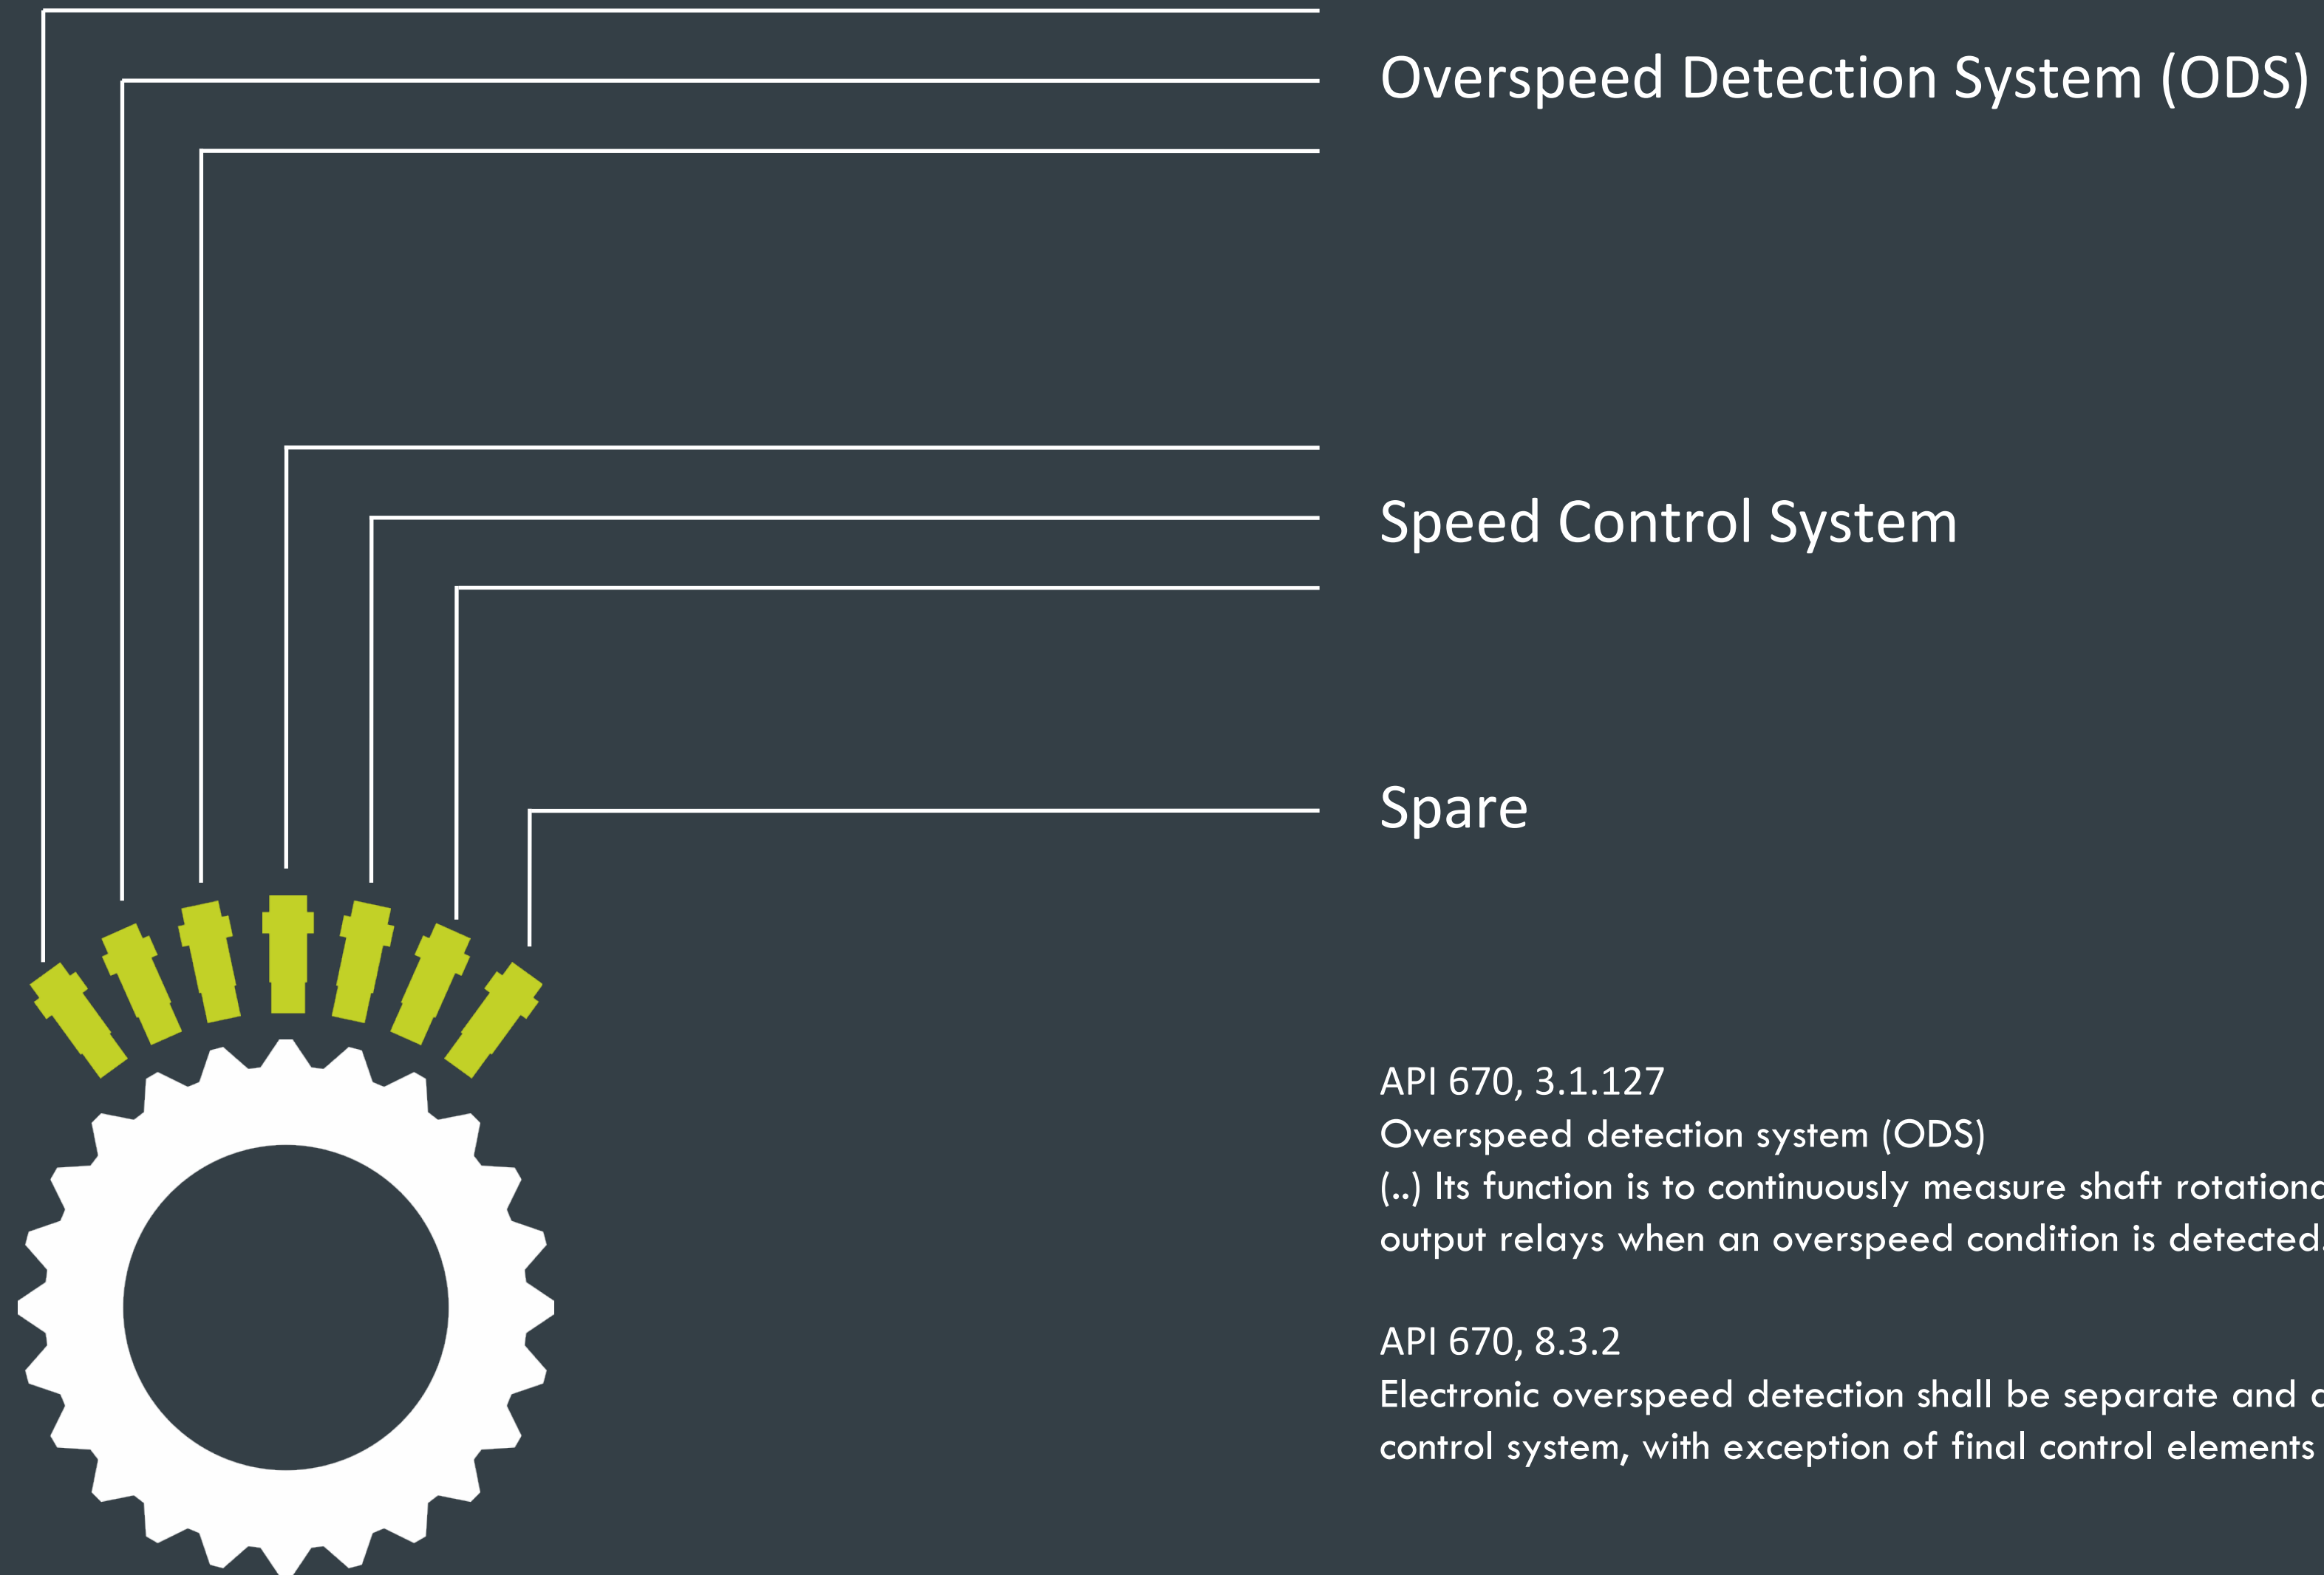 Overspeed Detection System (ODS)
Speed Control System
Spare
API 670, 3.1.127
Overspeed detection system (ODS)
(..) Its function is to continuously measure shaft
output relays when an overspeed condition is detected.
API 670, 8.3.2
Electronic overspeed detection shall be separate and
control system, with exception of final control elements